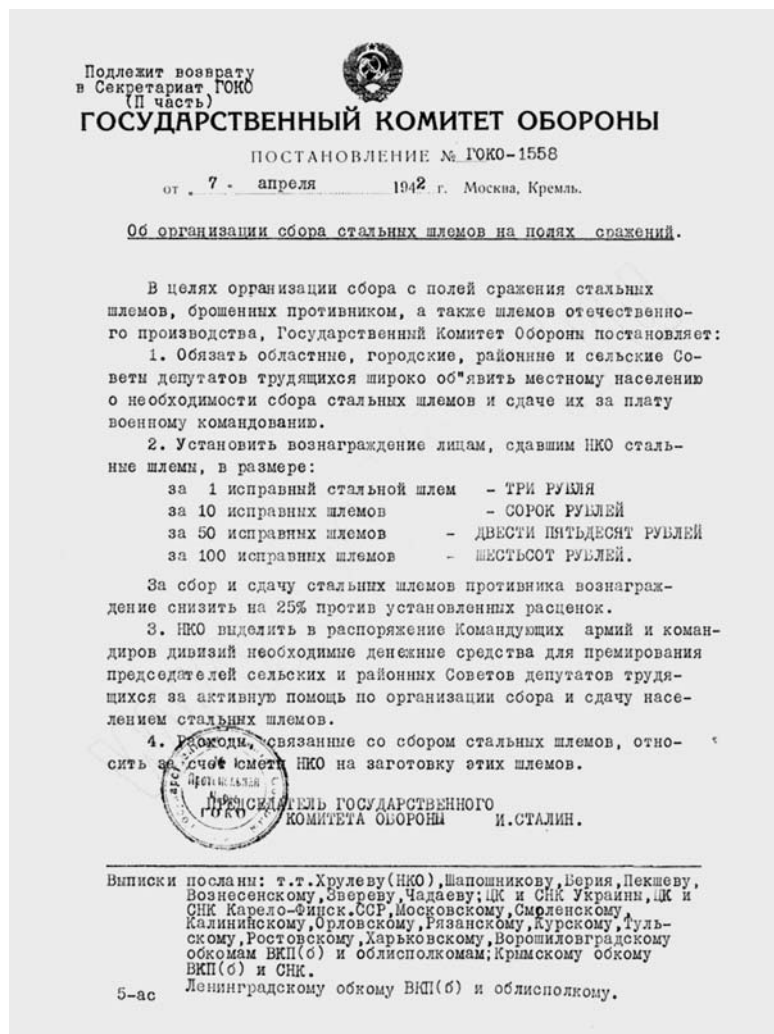 Подлежит возврату
в Секретариат ГОКО
(П часть)
ГОСУДАРСТВЕННЫЙ КОМИТЕТ ОБОРОНЫ
ПОСТАНОВЛЕНИЕ № ГОКО-1558
от „ 7 " апреля 1942 г. Москва, Кремль.
Об организации сбора стальных шлемов на полях сражений.
В целях организации сбора с полей сражения стальных
шлемов, брошенных противником, а также шлемов отечественно-
го производства, Государственный Комитет Обороны постановляет:
1. Обязать областные, городские, районные и сельские Со-
веты депутатов трудящихся широко об"явить местному населению
о необходимости сбора стальных шлемов и сдаче их за плату
военному командованию.
2. Установить вознаграждение лицам, сдавшим НКО сталь-
ные шлемы, в размере:
за 1 исправный стальной шлем - ТРИ РУБЛЯ
за 10 исправных шлемов - СОРОК РУБЛЕЙ
за 50 исправных шлемов - ДВЕСТИ ПЯТЬДЕСЯТ РУБЛЕЙ
за 100 исправных шлемов - ШЕСТЬСОТ РУБЛЕЙ.
За сбор и сдачу стальных шлемов противника вознаграж-
дение снизить на 25% против установленных расценок.
3. НКО выделить в распоряжение Командующих армий и коман-
диров дивизий необходимые денежные средства для премирования
председателей сельских и районных Советов депутатов трудя-
щихся за активную помощь по организации сбора и сдачу насе-
лением стальных шлемов.
4. Расходы, связанные со сбором стальных шлемов, отно-
сить за счет сметы НКО на заготовку этих шлемов.
ПРЕДСЕДАТЕЛЬ ГОСУДАРСТВЕННОГО
КОМИТЕТА ОБОРОНЫ И.СТАЛИН.
ГОКО
Выписки посланы: т.т.Хрулеву(НКО),Шапошникову,Берия,Пекшеву,
Вознесенскому,Звереву,Чадаеву;ЦК и СНК Украины,ЦК и
СНК Карело-Финск.ССР,Московскому,Смоленскому,
Калининскому,Орловскому,Рязанскому,Курскому,Туль-
скому,Ростовскому,Харьковскому,Ворошиловградскому
обкомам ВКП(б) и облисполкомам;Крымскому обкому
ВКП(б) и СНК.
Ленинградскому обкому ВКП(б) и облисполкому.
5-ас